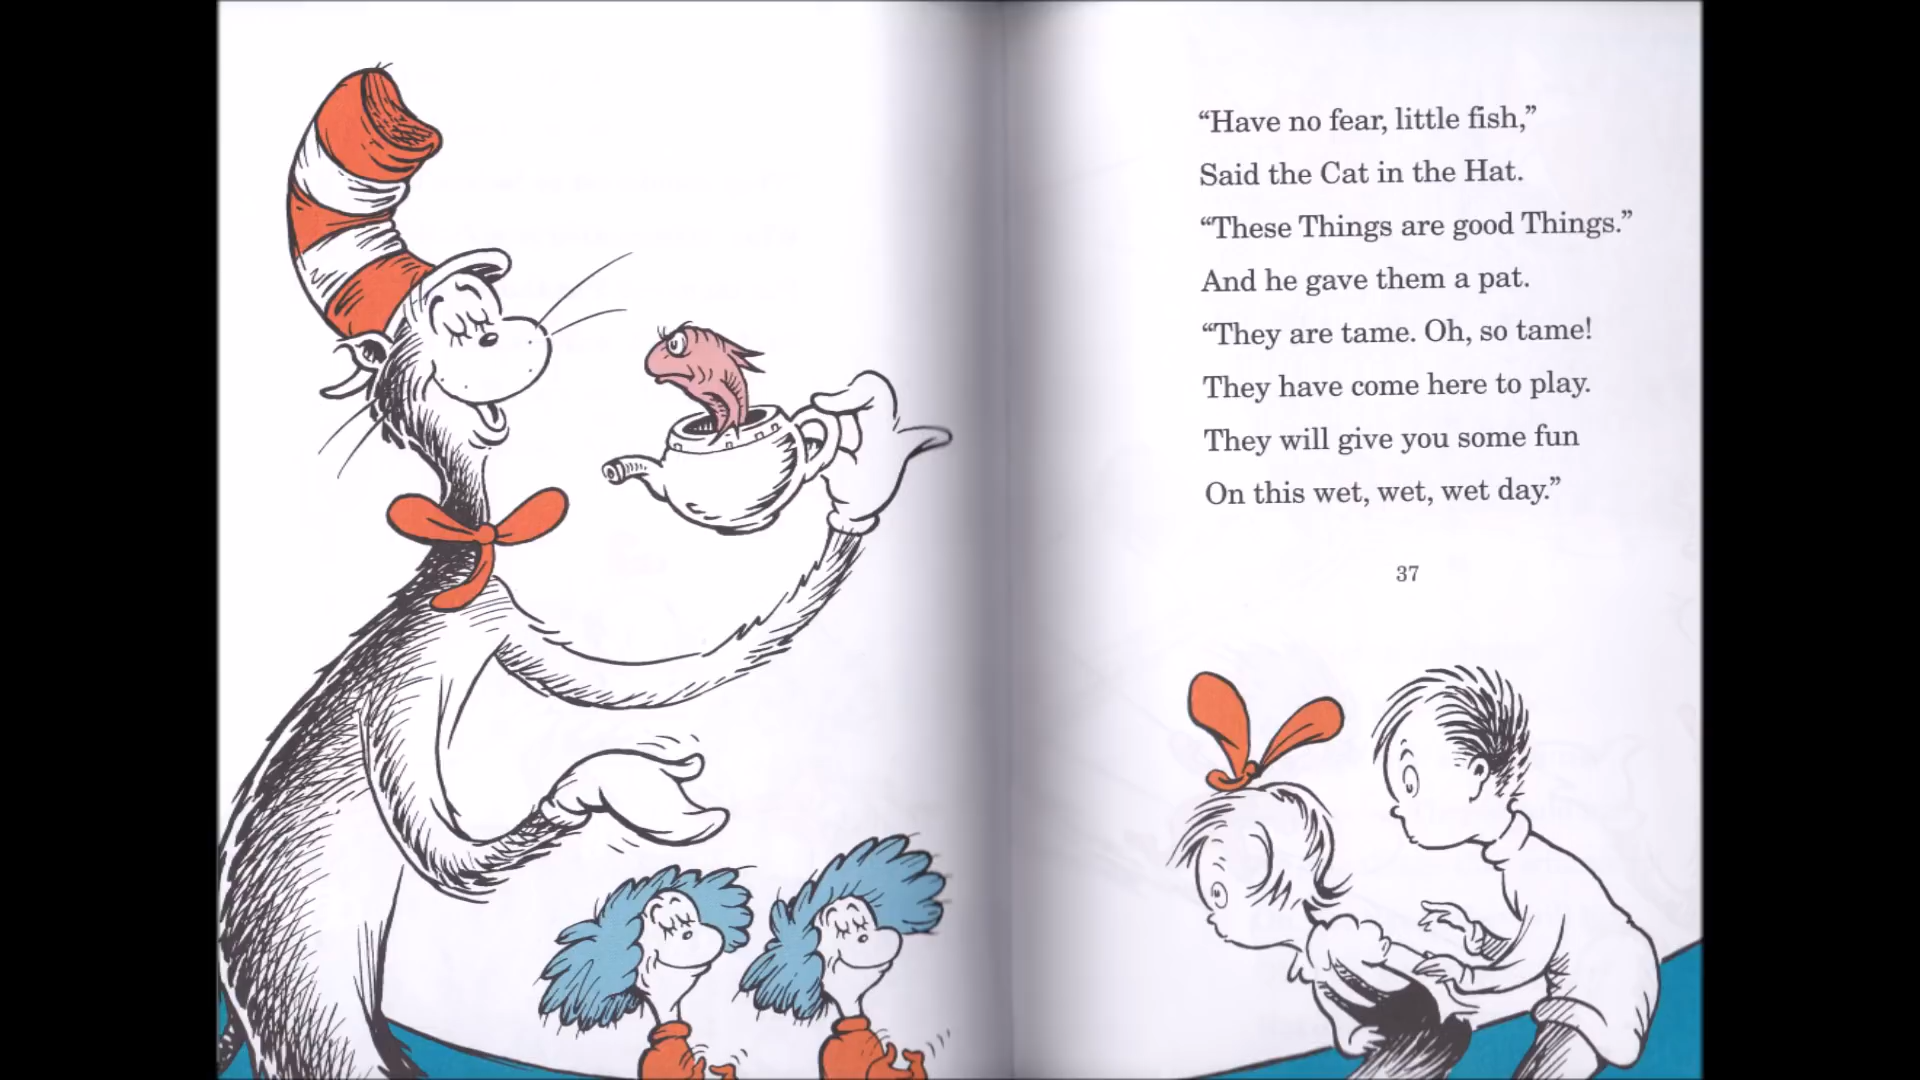 “Have no fear, little fish,”
Said the Cat in the Hat.
“These Things are good Things.”
And he gave them a pat.
“They are tame. Oh, so tame!
They have come here to play.
They will give you some fun
On this wet, wet, wet day.”
37